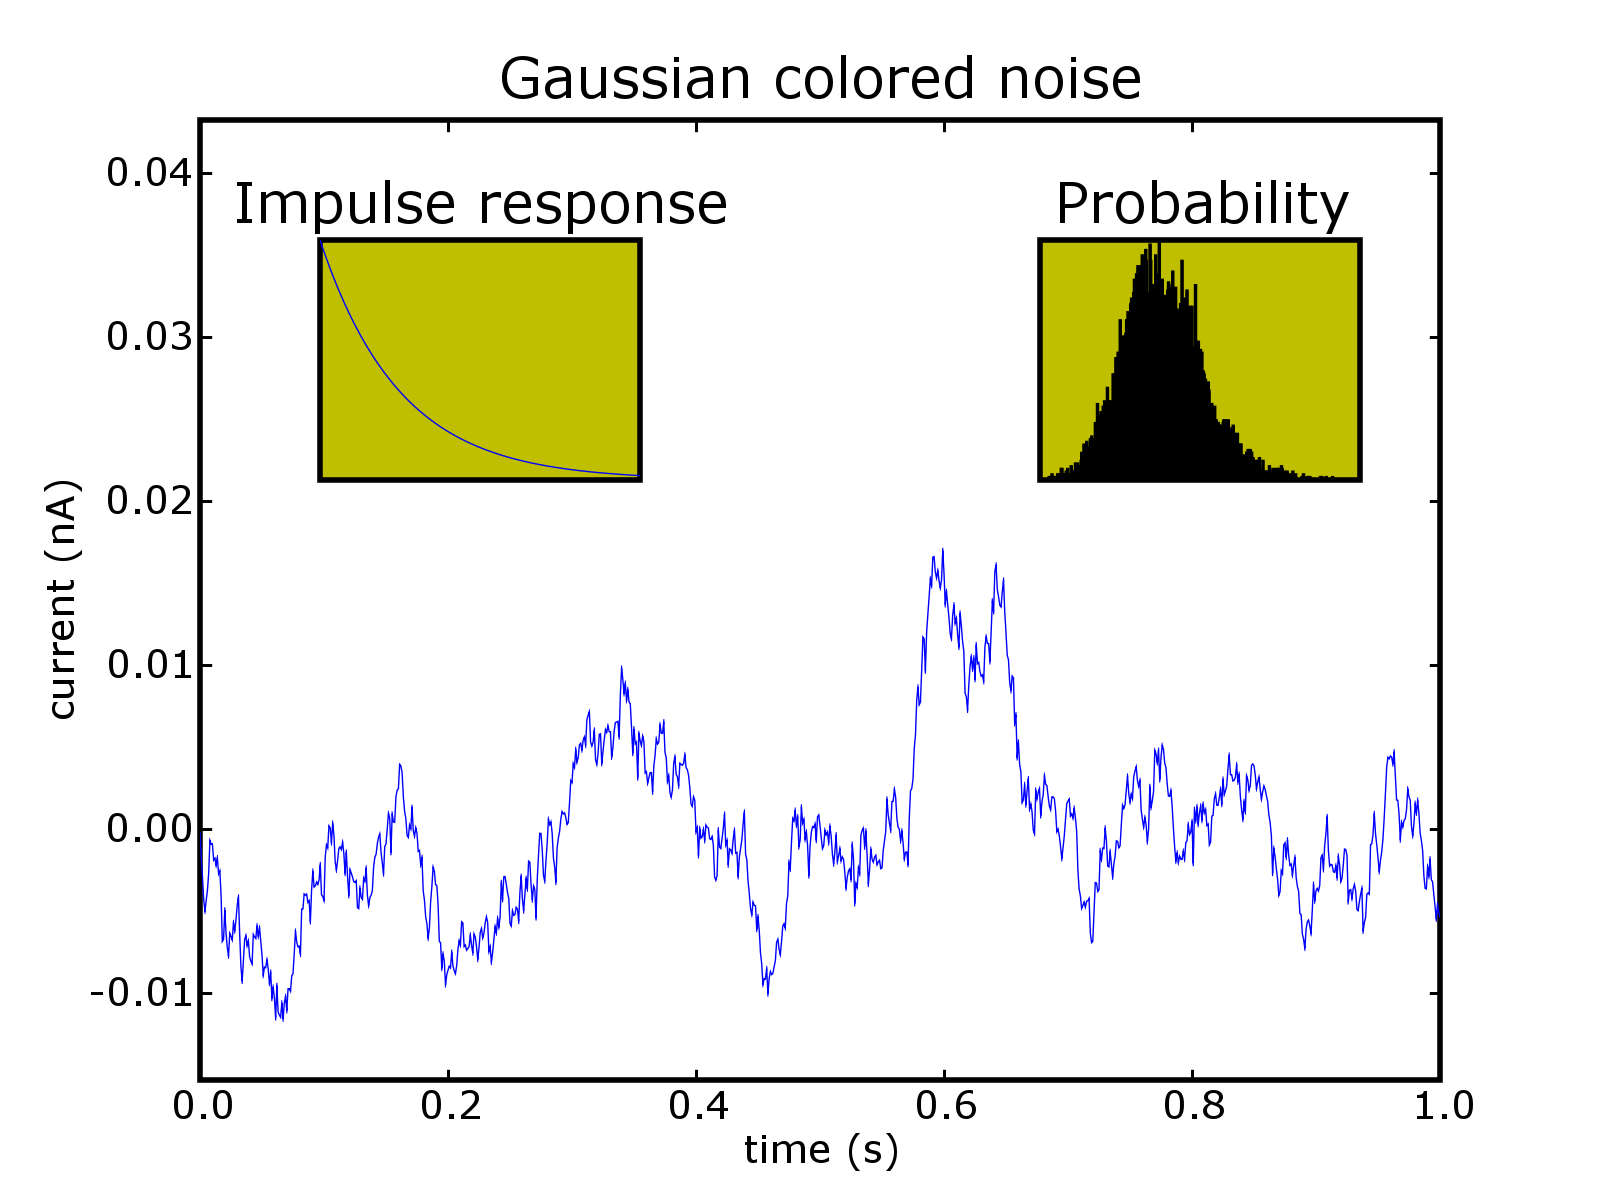 Gaussian colored noise
Impulse response
Probability
0.04
0.03
0.02
0.01
0.00
-0.01
current (nA)
0.0 0.2 0.4 0.6 0.8 1.0
time (s)